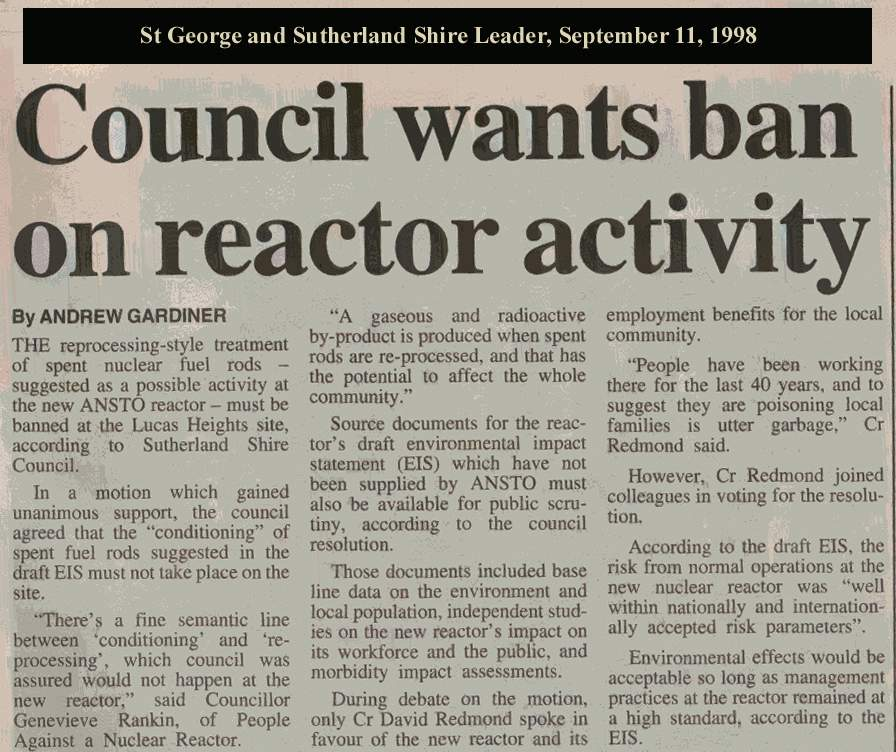 St George and Sutherland Shire Leader, September 11, 1998
Council wants ban
on reactor activity
By ANDREW GARDINER
THE reprocessing-style treatment
of spent nuclear fuel rods –
suggested as a possible activity at
the new ANSTO reactor – must be
banned at the Lucas Heights site,
according to Sutherland Shire
Council.
In a motion which gained
unanimous support, the council
agreed that the “conditioning” of
spent fuel rods suggested in the
draft EIS must not take place on the
site.
“There’s a fine semantic line
between ‘conditioning’ and ‘re-
processing’, which council was
assured would not happen at the
new reactor,” said Councillor
Genevieve Rankin, of People
Against a Nuclear Reactor.
“A gaseous and radioactive
by-product is produced when spent
rods are re-processed, and that has
the potential to affect the whole
community.”
Source documents for the reac-
tor’s draft environmental impact
statement (EIS) which have not
been supplied by ANSTO must
also be available for public scru-
tiny, according to the council
resolution.
Those documents included base
line data on the environment and
local population, independent stud-
ies on the new reactor’s impact on
its workforce and the public, and
morbidity impact assessments.
During debate on the motion,
only Cr David Redmond spoke in
favour of the new reactor and its
employment benefits for the local
community.
“People have been working
there for the last 40 years, and to
suggest they are poisoning local
families is utter garbage,” Cr
Redmond said.
However, Cr Redmond joined
colleagues in voting for the resolu-
tion.
According to the draft EIS, the
risk from normal operations at the
new nuclear reactor was “well
within nationally and internation-
ally accepted risk parameters”.
Environmental effects would be
acceptable so long as management
practices at the reactor remained at
a high standard, according to the
EIS.